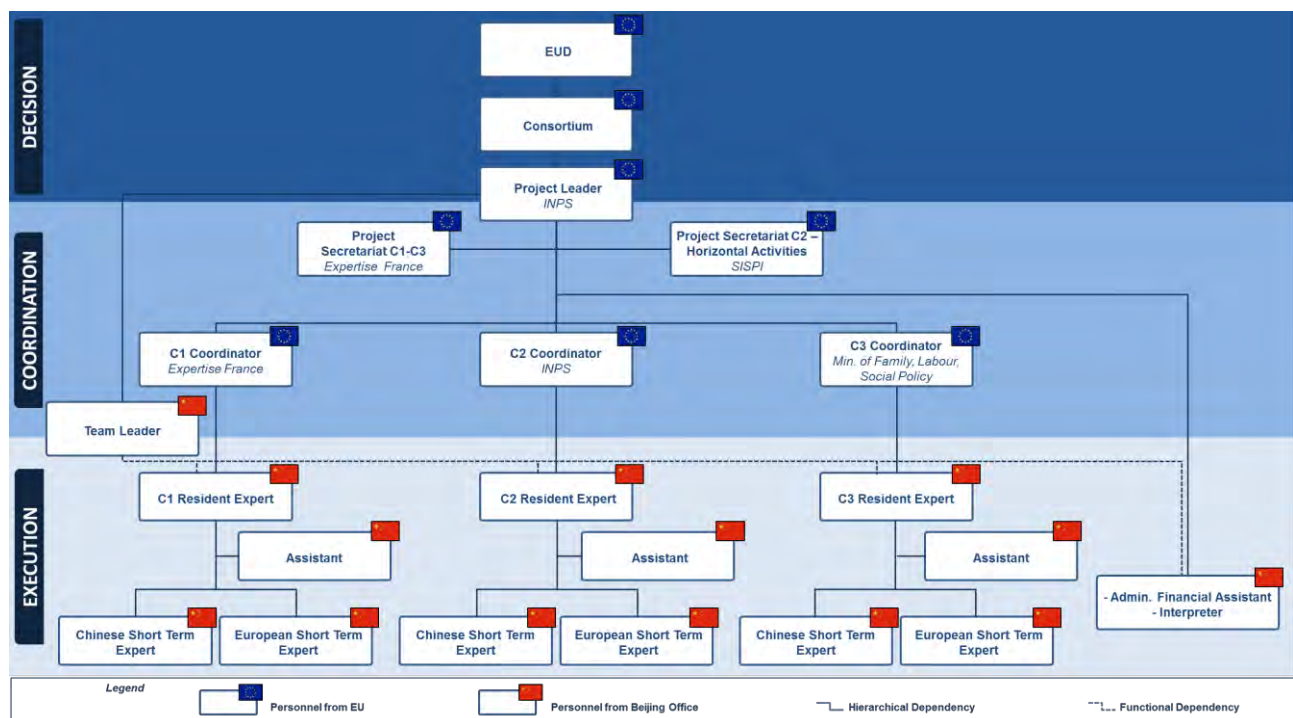 DECISION
EUD
Consortium
Project Leader
INPS
COORDINATION
Project
Secretariat C1-C3
Expertise France
Project Secretariat C2 –
Horizontal Activities
SISPI
C1 Coordinator
Expertise France
C2 Coordinator
INPS
C3 Coordinator
Min. of Family, Labour,
Social Policy
Team Leader
EXECUTION
C1 Resident Expert
C2 Resident Expert
C3 Resident Expert
Assistant
Assistant
Assistant
- Admin. Financial Assistant
- Interpreter
Chinese Short Term
Expert
European Short Term
Expert
Chinese Short Term
Expert
European Short Term
Expert
Chinese Short Term
Expert
European Short Term
Expert
Legend
Personnel from EU
Personnel from Beijing Office
Hierarchical Dependency
Functional Dependency